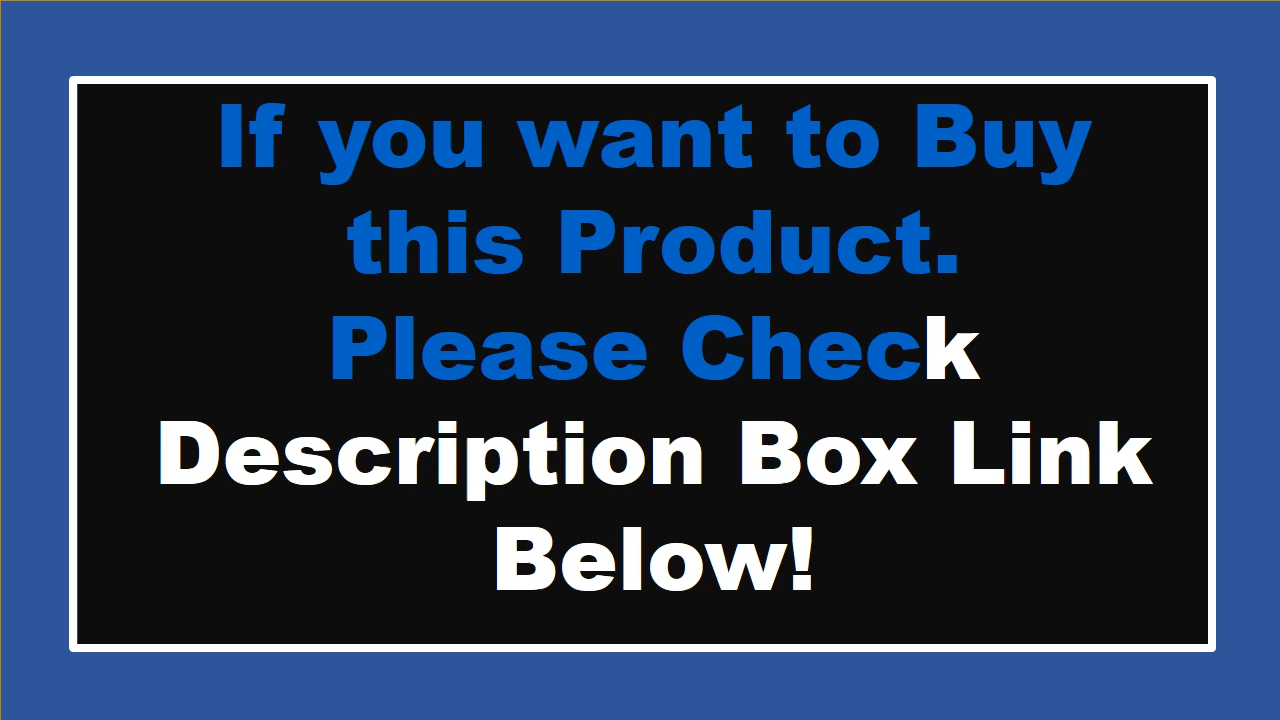 If you want to Buy
this Product.
Please Check
Description Box Link
Below!